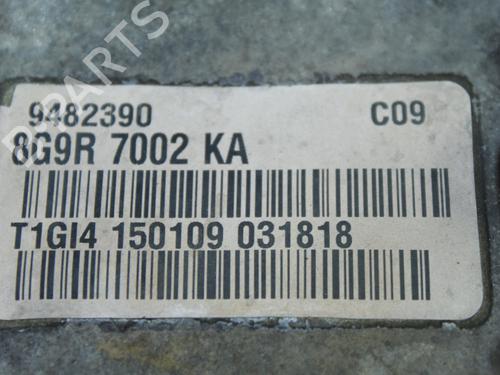 B-PARTS
9482390 C09
8G9R 7002 KA
T1GI4 150109 031818